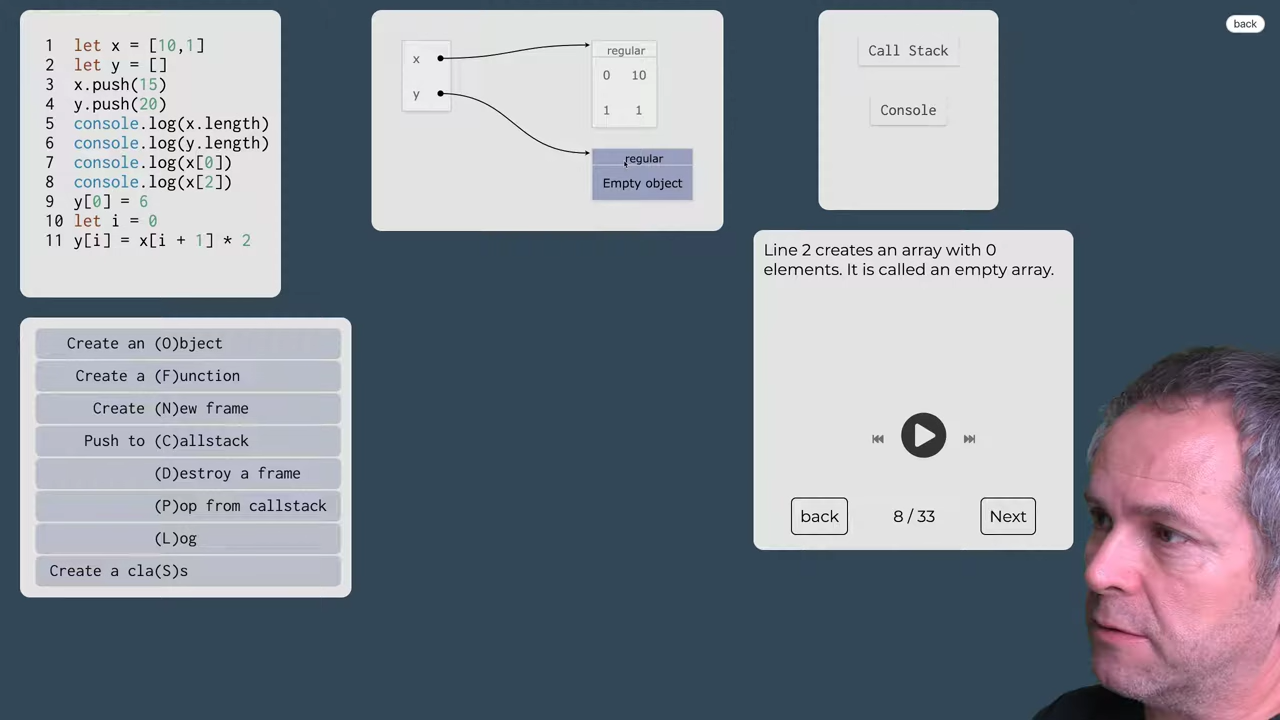 back
1 let x = [10,1]
2 let y = []
3 x.push(15)
4 y.push(20)
5 console.log(x.length)
6 console.log(y.length)
7 console.log(x[0])
8 console.log(x[2])
9 y[0] = 6
10 let i = 0
11 y[i] = x[i + 1] * 2
x
y
regular
0 10
1 1
regular
Empty object
Call Stack
Console
Line 2 creates an array with 0
elements. It is called an empty array.
back 8 / 33 Next
Create an (O)bject
Create a (F)unction
Create (N)ew frame
Push to (C)allstack
(D)estroy a frame
(P)op from callstack
(L)og
Create a cla(S)s